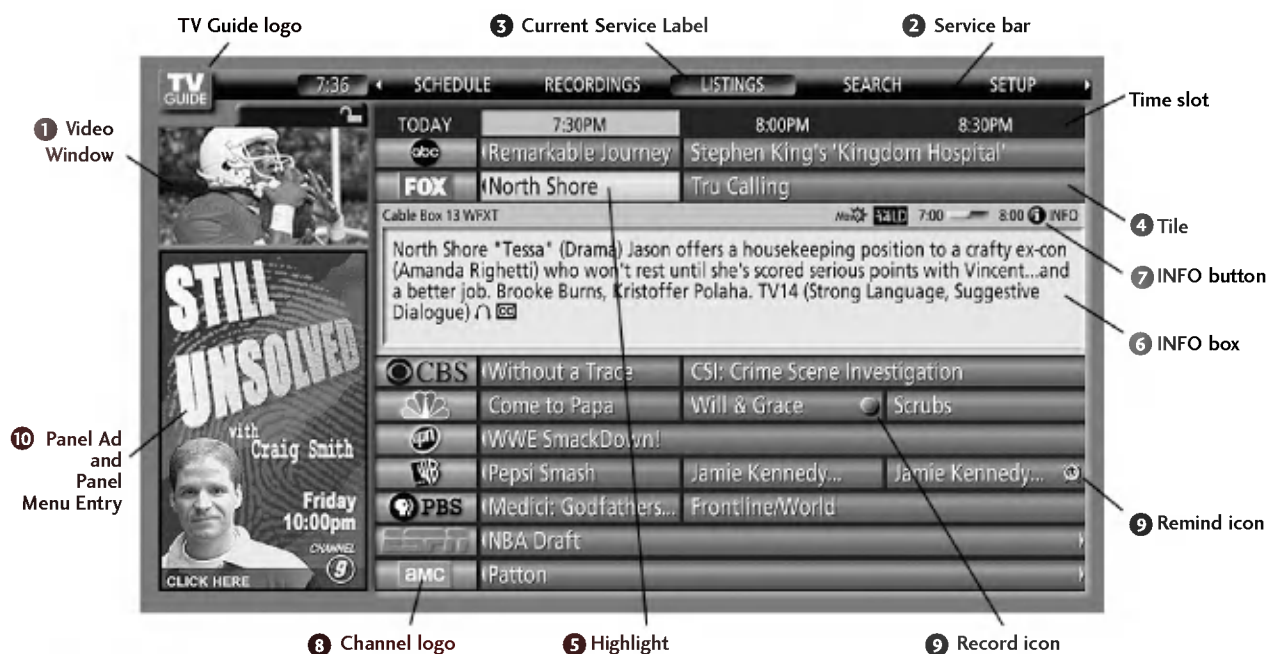 TV Guide logo
3 Current Service Label
2 Service bar
TV
GUIDE
7:36
SCHEDULE RECORDINGS LISTINGS SEARCH SETUP
Time slot
1 Video
Window
TODAY 7:30PM 8:00PM 8:30PM
abc Remarkable Journey Stephen King's 'Kingdom Hospital'
FOX North Shore Tru Calling
4 Tile
Cable Box 13 WFXT 7:00 8:00 i INFO
7 INFO button
North Shore "Tessa" (Drama) Jason offers a housekeeping position to a crafty ex-con
(Amanda Righetti) who won't rest until she's scored serious points with Vincent...and
a better job. Brooke Burns, Kristoffer Polaha. TV14 (Strong Language, Suggestive
Dialogue) CC
6 INFO box
STILL
UNSOLVED
with
Craig Smith
Friday
10:00pm
CHANNEL
9
CLICK HERE
10 Panel Ad
and
Panel
Menu Entry
CBS Without a Trace CSI: Crime Scene Investigation
Come to Papa Will & Grace Scrubs
WWE SmackDown!
Pepsi Smash Jamie Kennedy... Jamie Kennedy...
PBS Medici: Godfathers... Frontline/World
9 Remind icon
ESPN NBA Draft
AMC Patton
8 Channel logo
5 Highlight
9 Record icon